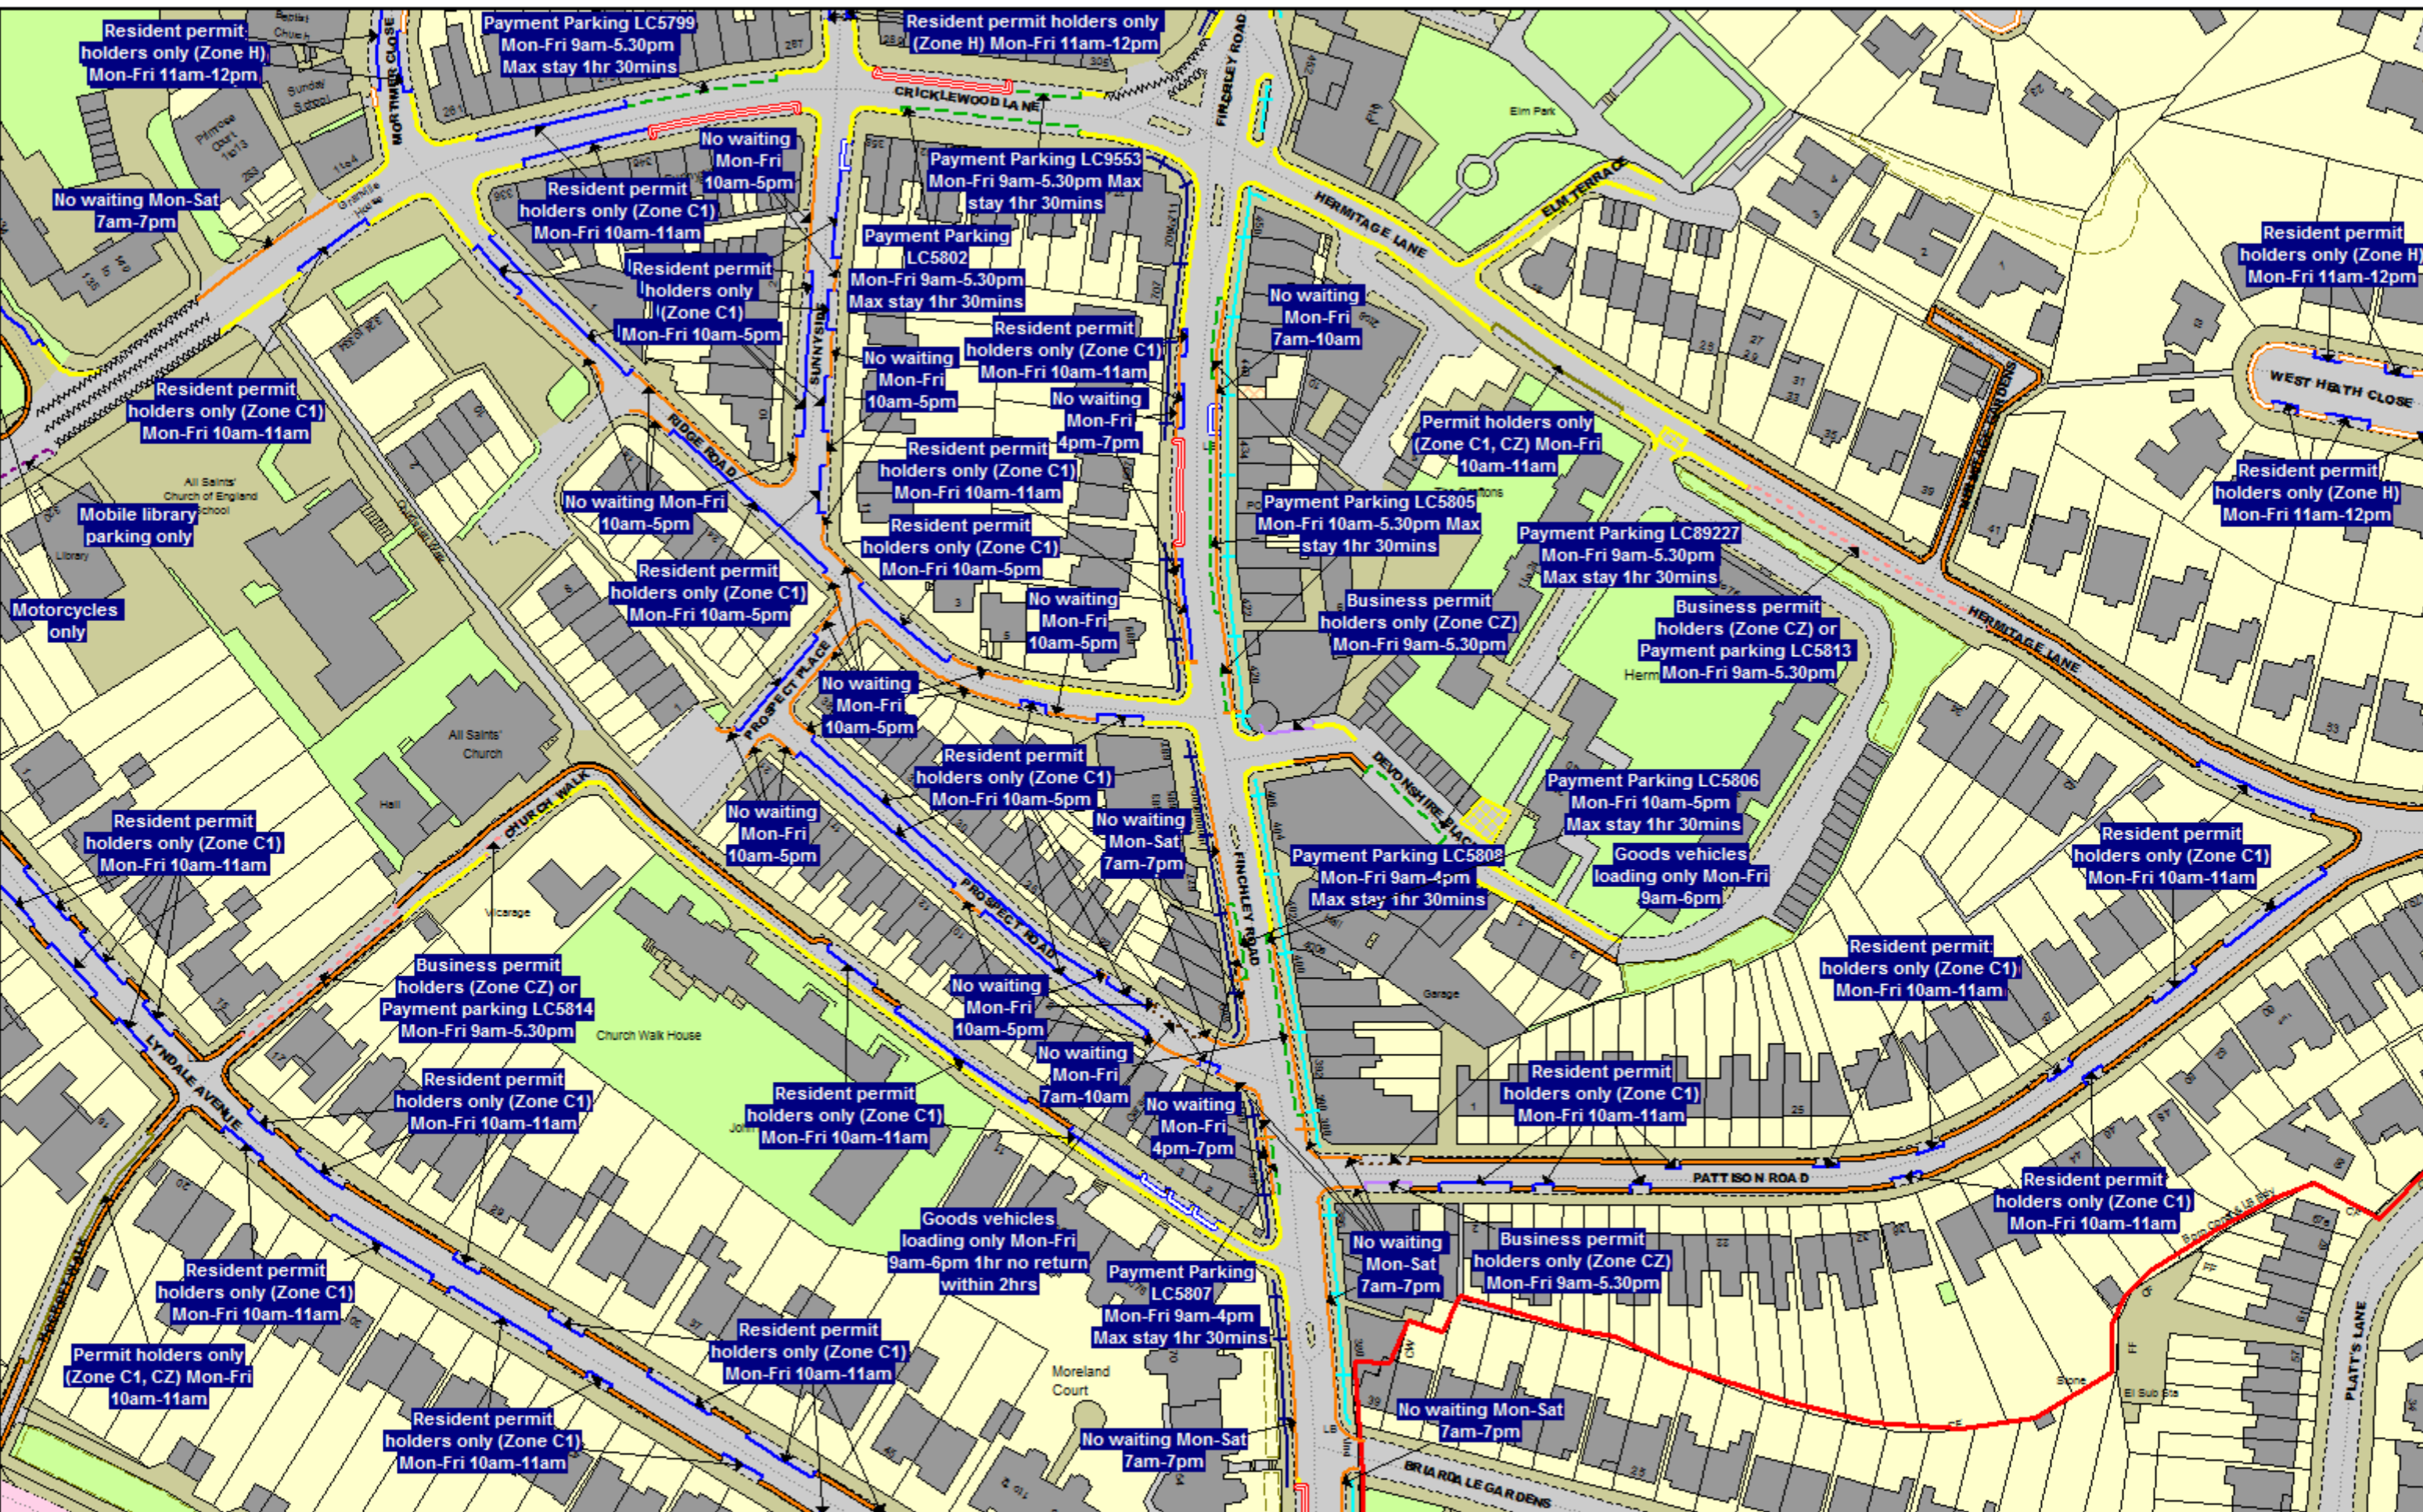 Resident permit
holders only (Zone H)
Mon-Fri 11am-12pm
Baptist
Church
Sunday
School
MORTIMER CLOSE
Payment Parking LC5799
Mon-Fri 9am-5.30pm
Max stay 1hr 30mins
Resident permit holders only
(Zone H) Mon-Fri 11am-12pm
FINCHLEY ROAD
CRICKLEWOOD LANE
Elm Park
Primrose
Court
1to13
No waiting Mon-Sat
7am-7pm
Granville
House
No waiting
Mon-Fri
10am-5pm
Resident permit
holders only (Zone C1)
Mon-Fri 10am-11am
Payment Parking LC9553
Mon-Fri 9am-5.30pm Max
stay 1hr 30mins
HERMITAGE LANE
ELM TERRACE
Payment Parking
LC5802
Mon-Fri 9am-5.30pm
Max stay 1hr 30mins
Resident permit
holders only
(Zone C1)
Mon-Fri 10am-5pm
SUNNYSIDE
No waiting
Mon-Fri
7am-10am
Resident permit
holders only (Zone H)
Mon-Fri 11am-12pm
WEST HEATH CLOSE
Resident permit
holders only (Zone C1)
Mon-Fri 10am-11am
No waiting
Mon-Fri
10am-5pm
Resident permit
holders only (Zone C1)
Mon-Fri 10am-11am
No waiting
Mon-Fri
4pm-7pm
RIDGE ROAD
Permit holders only
(Zone C1, CZ) Mon-Fri
10am-11am
Resident permit
holders only (Zone C1)
Mon-Fri 10am-11am
Resident permit
holders only (Zone H)
Mon-Fri 11am-12pm
All Saints'
Church of England
School
Mobile library
parking only
Library
No waiting Mon-Fri
10am-5pm
Payment Parking LC5805
Mon-Fri 10am-5.30pm Max
stay 1hr 30mins
Payment Parking LC89227
Mon-Fri 9am-5.30pm
Max stay 1hr 30mins
Resident permit
holders only (Zone C1)
Mon-Fri 10am-5pm
Resident permit
holders only (Zone C1)
Mon-Fri 10am-5pm
Motorcycles
only
No waiting
Mon-Fri
10am-5pm
Business permit
holders only (Zone CZ)
Mon-Fri 9am-5.30pm
Business permit
holders (Zone CZ) or
Payment parking LC5813
Mon-Fri 9am-5.30pm
HERMITAGE LANE
PROSPECT PLACE
No waiting
Mon-Fri
10am-5pm
All Saints'
Church
Hall
CHURCH WALK
Resident permit
holders only (Zone C1)
Mon-Fri 10am-5pm
DEVONSHIRE PLACE
Payment Parking LC5806
Mon-Fri 10am-5pm
Max stay 1hr 30mins
Resident permit
holders only (Zone C1)
Mon-Fri 10am-11am
No waiting
Mon-Fri
10am-5pm
No waiting
Mon-Sat
7am-7pm
Payment Parking LC5808
Mon-Fri 9am-4pm
Max stay 1hr 30mins
Goods vehicles
loading only Mon-Fri
9am-6pm
Resident permit
holders only (Zone C1)
Mon-Fri 10am-11am
Vicarage
PROSPECT ROAD
FINCHLEY ROAD
Hall
Garage
Business permit
holders (Zone CZ) or
Payment parking LC5814
Mon-Fri 9am-5.30pm
Church Walk House
No waiting
Mon-Fri
10am-5pm
Resident permit
holders only (Zone C1)
Mon-Fri 10am-11am
LYNDALE AVENUE
Resident permit
holders only (Zone C1)
Mon-Fri 10am-11am
No waiting
Mon-Fri
7am-10am
Resident permit
holders only (Zone C1)
Mon-Fri 10am-11am
No waiting
Mon-Fri
4pm-7pm
Resident permit
holders only (Zone C1)
Mon-Fri 10am-11am
PATTISON ROAD
Resident permit
holders only (Zone C1)
Mon-Fri 10am-11am
Goods vehicles
loading only Mon-Fri
9am-6pm 1hr no return
within 2hrs
No waiting
Mon-Sat
7am-7pm
Business permit
holders only (Zone CZ)
Mon-Fri 9am-5.30pm
Resident permit
holders only (Zone C1)
Mon-Fri 10am-11am
Payment Parking
LC5807
Mon-Fri 9am-4pm
Max stay 1hr 30mins
Permit holders only
(Zone C1, CZ) Mon-Fri
10am-11am
Resident permit
holders only (Zone C1)
Mon-Fri 10am-11am
Moreland
Court
PLATT'S LANE
Stone
El Sub Sta
Resident permit
holders only (Zone C1)
Mon-Fri 10am-11am
No waiting Mon-Sat
7am-7pm
No waiting Mon-Sat
7am-7pm
BRIARDALE GARDENS